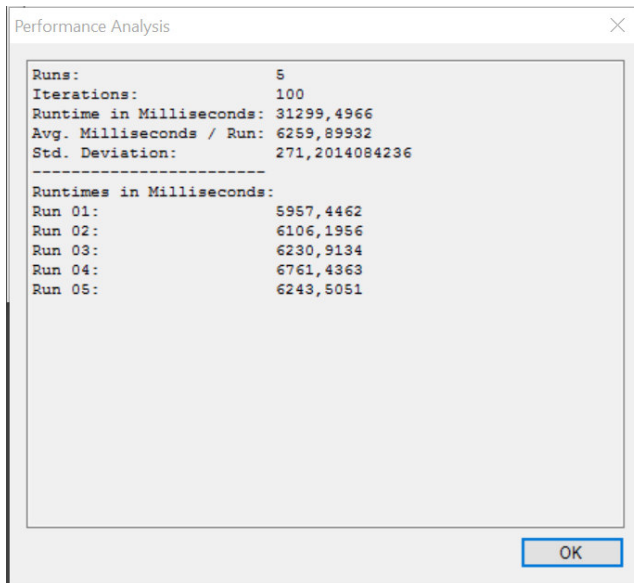 Performance Analysis
Runs: 5
Iterations: 100
Runtime in Milliseconds: 31299,4966
Avg. Milliseconds / Run: 6259,89932
Std. Deviation: 271,2014084236
------------------------
Runtimes in Milliseconds:
Run 01: 5957,4462
Run 02: 6106,1956
Run 03: 6230,9134
Run 04: 6761,4363
Run 05: 6243,5051
OK